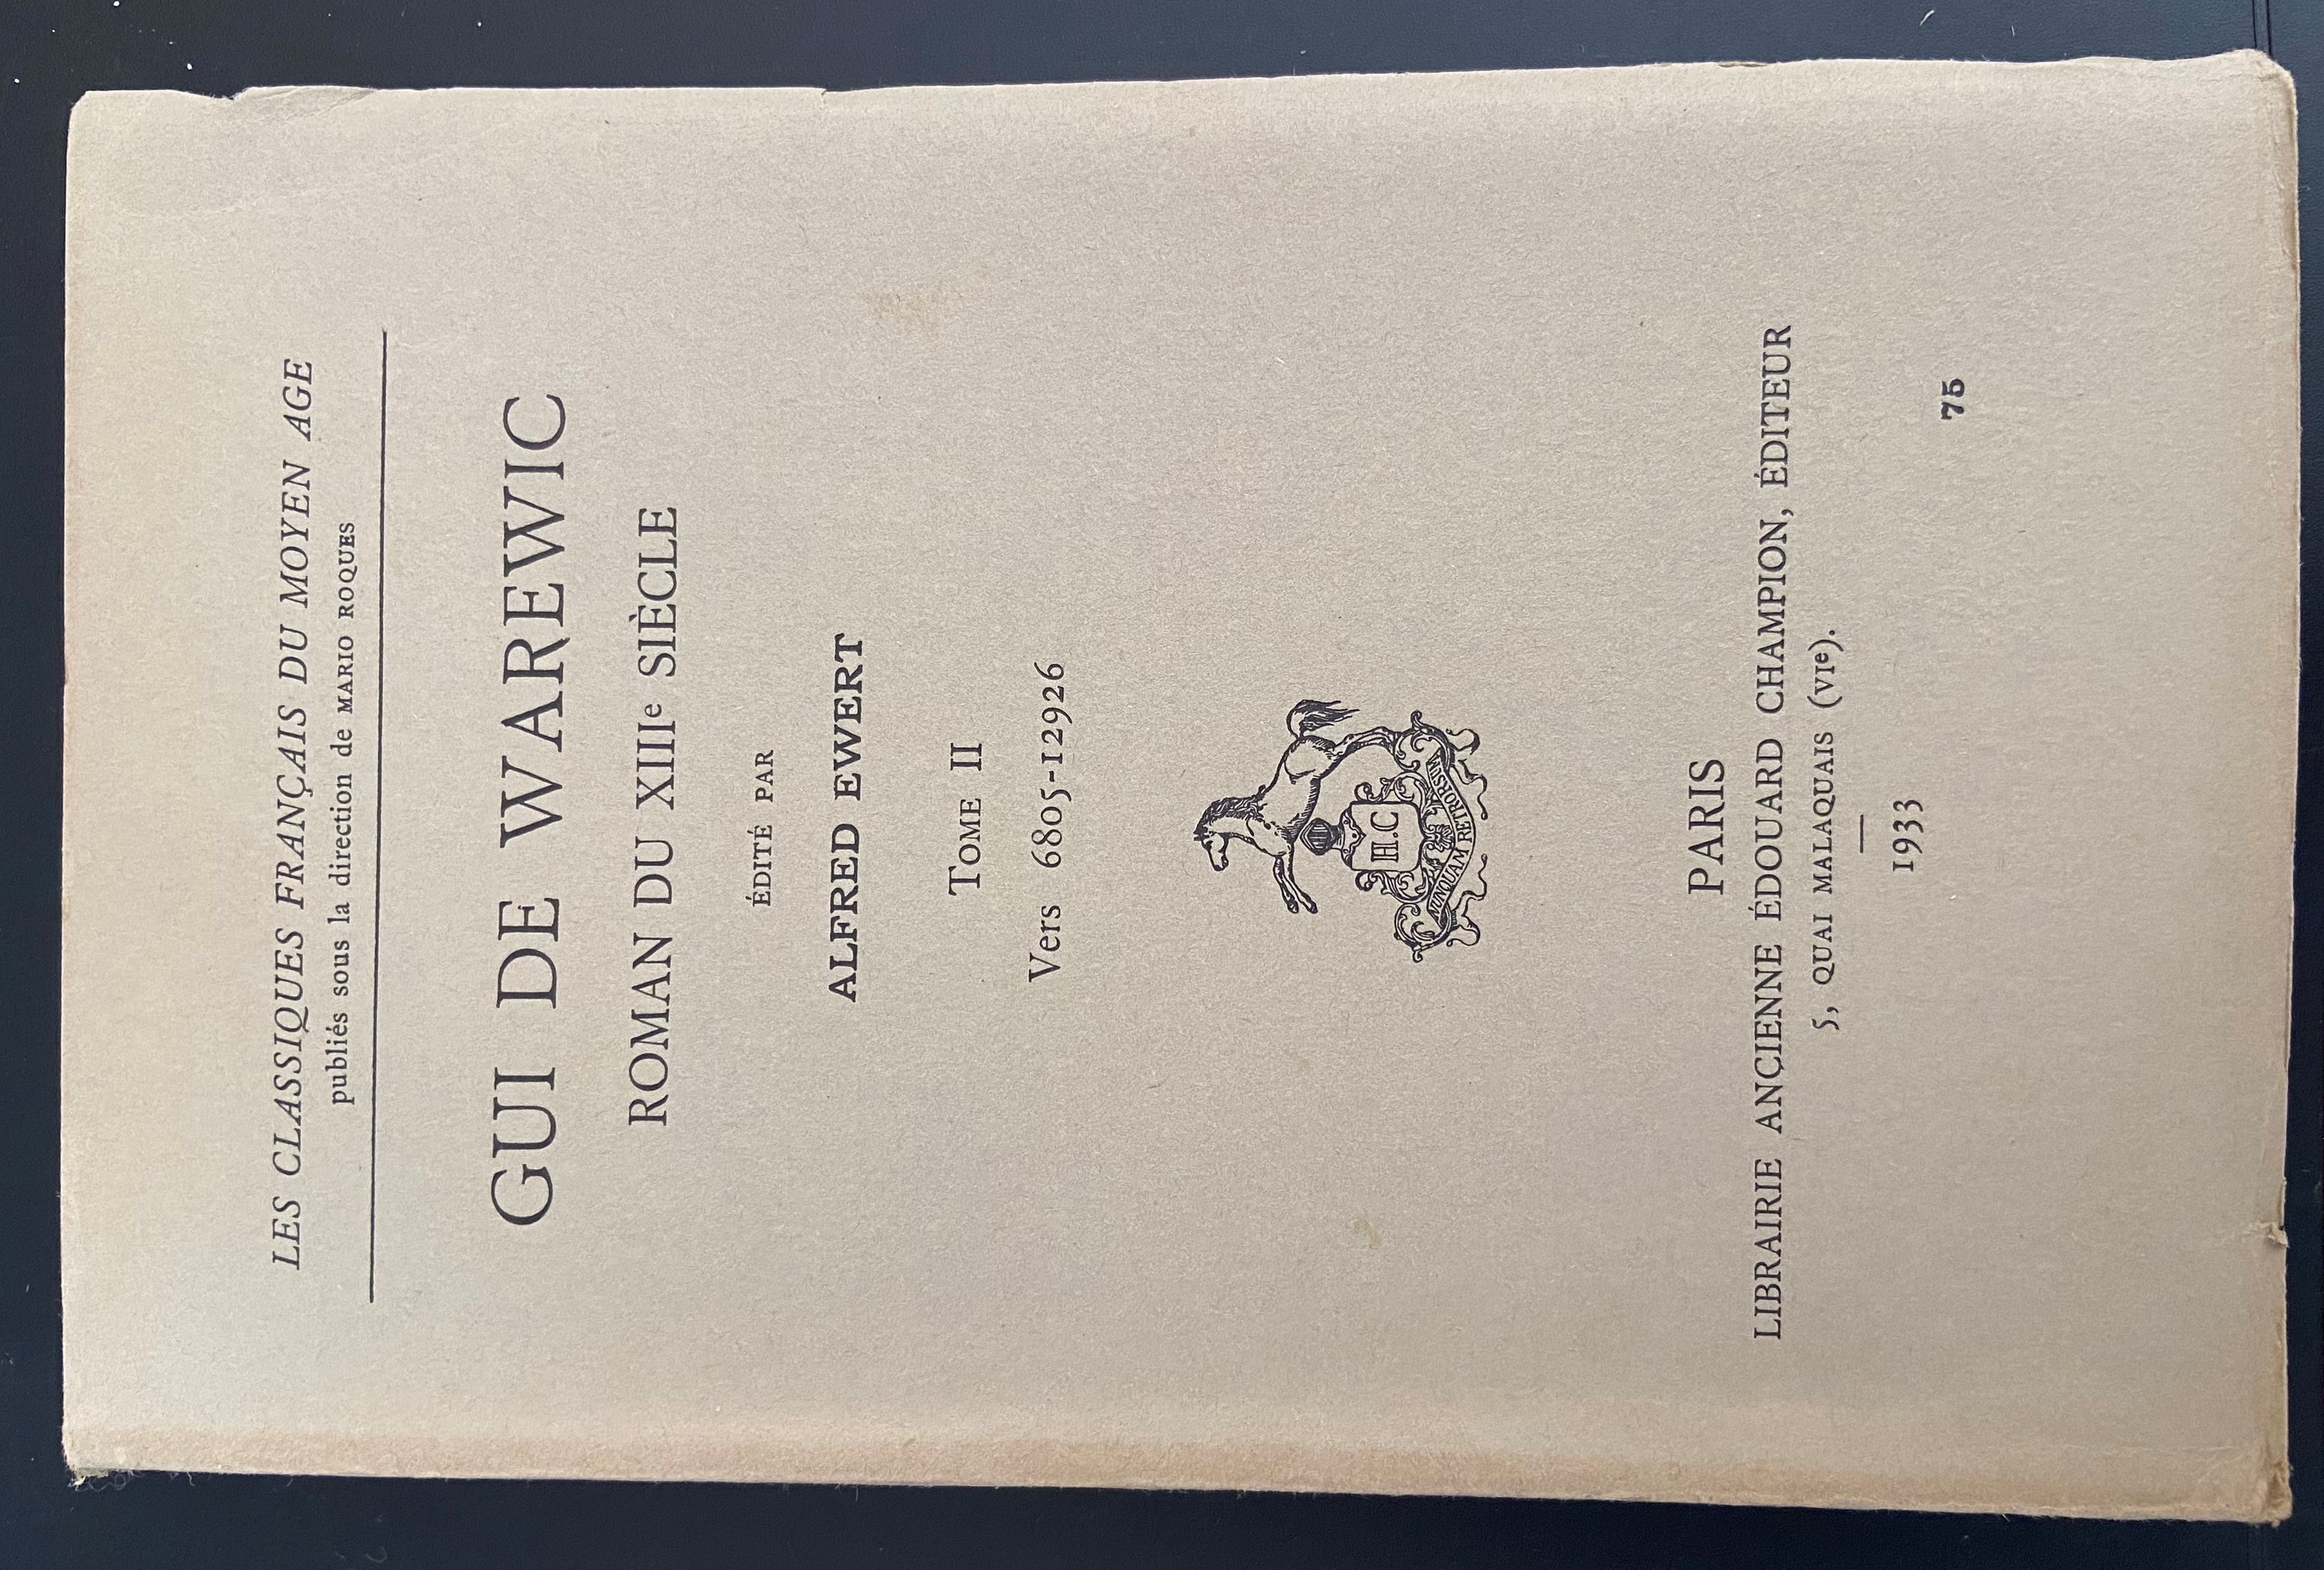 LES CLASSIQUES FRANÇAIS DU MOYEN AGE
publiés sous la direction de MARIO ROQUES
GUI DE WAREWIC
ROMAN DU XIIIe SIÈCLE
ÉDITÉ PAR
ALFRED EWERT
TOME II
Vers 6805-12926
H.C
NUNQUAM RETRORSUM
PARIS
LIBRAIRIE ANCIENNE ÉDOUARD CHAMPION, ÉDITEUR
5, QUAI MALAQUAIS (VIe).
1933
75